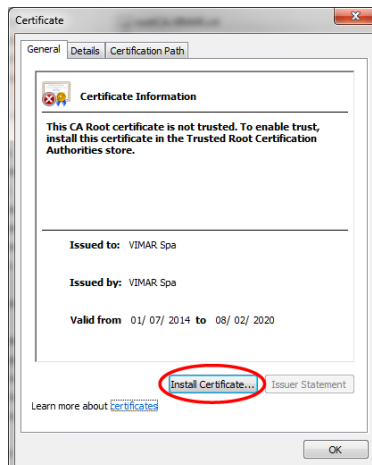 Certificate
General Details Certification Path
Certificate Information
This CA Root certificate is not trusted. To enable trust,
install this certificate in the Trusted Root Certification
Authorities store.
Issued to: VIMAR Spa
Issued by: VIMAR Spa
Valid from 01/ 07/ 2014 to 08/ 02/ 2020
Install Certificate... Issuer Statement
Learn more about certificates
OK